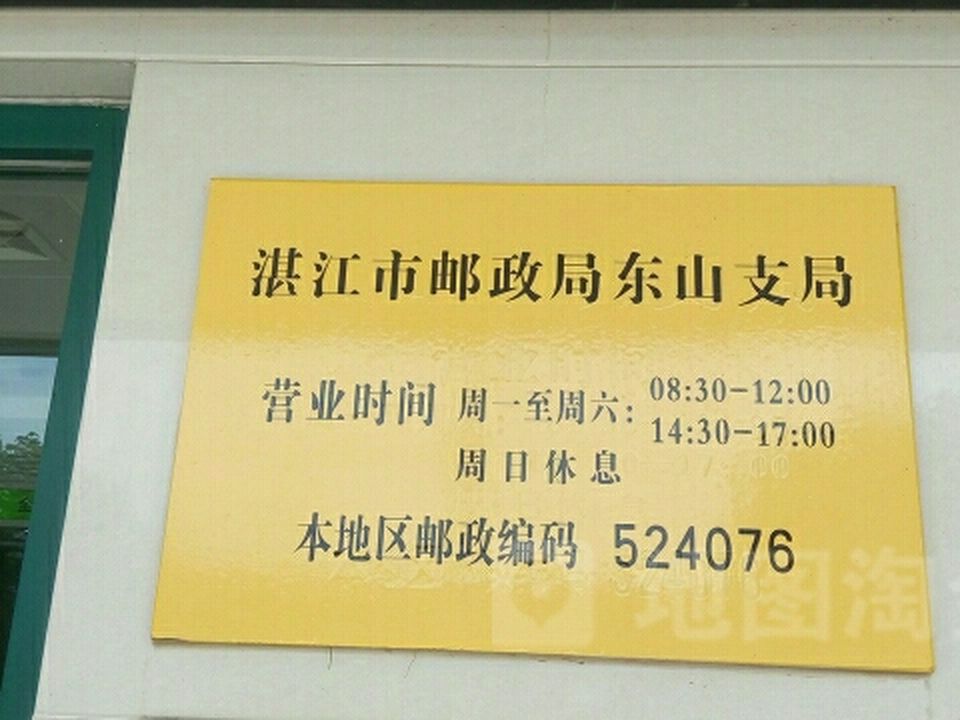 湛江市邮政局东山支局
营业时间 周一至周六: 08:30-12:00
14:30-17:00
周日休息
本地区邮政编码 524076
地图淘